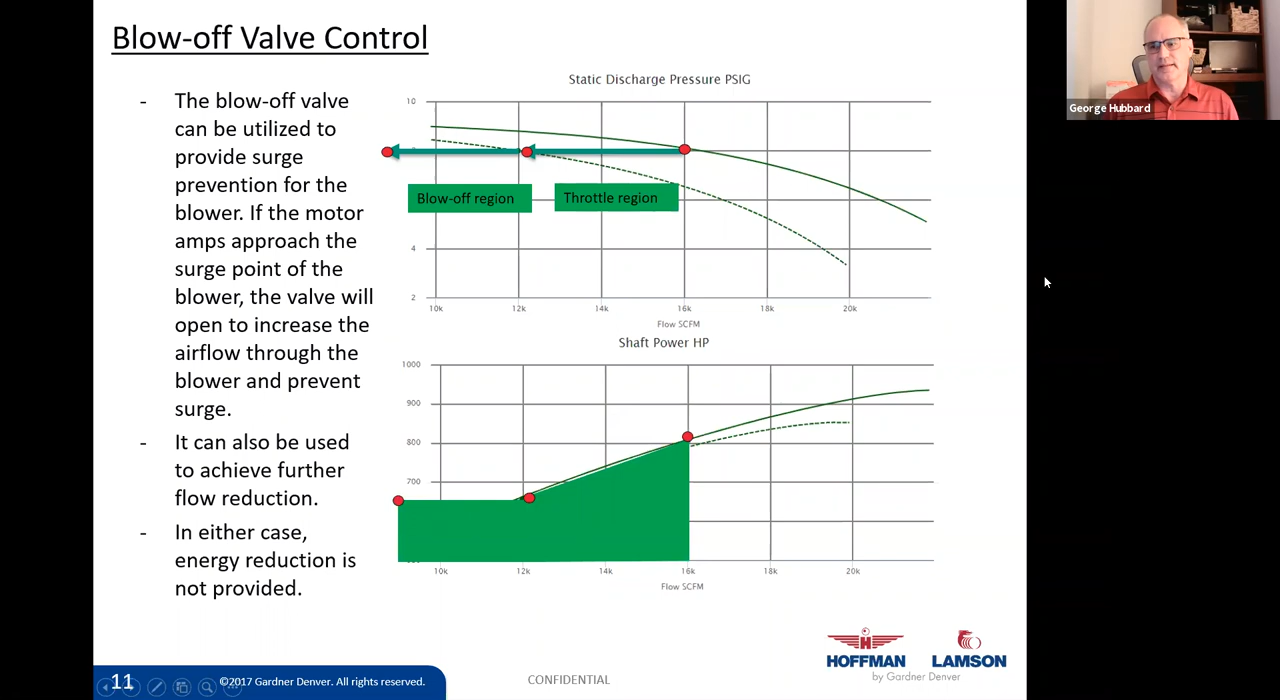 Blow-off Valve Control
- The blow-off valve
can be utilized to
provide surge
prevention for the
blower. If the motor
amps approach the
surge point of the
blower, the valve will
open to increase the
airflow through the
blower and prevent
surge.
- It can also be used
to achieve further
flow reduction.
- In either case,
energy reduction is
not provided.
Static Discharge Pressure PSIG
10
Blow-off region
Throttle region
4
2
10k 12k 14k 16k 18k 20k
Flow SCFM
Shaft Power HP
1000
900
800
700
10k 12k 14k 16k 18k 20k
Flow SCFM
George Hubbard
11
©2017 Gardner Denver. All rights reserved.
CONFIDENTIAL
H
HOFFMAN LAMSON
by Gardner Denver